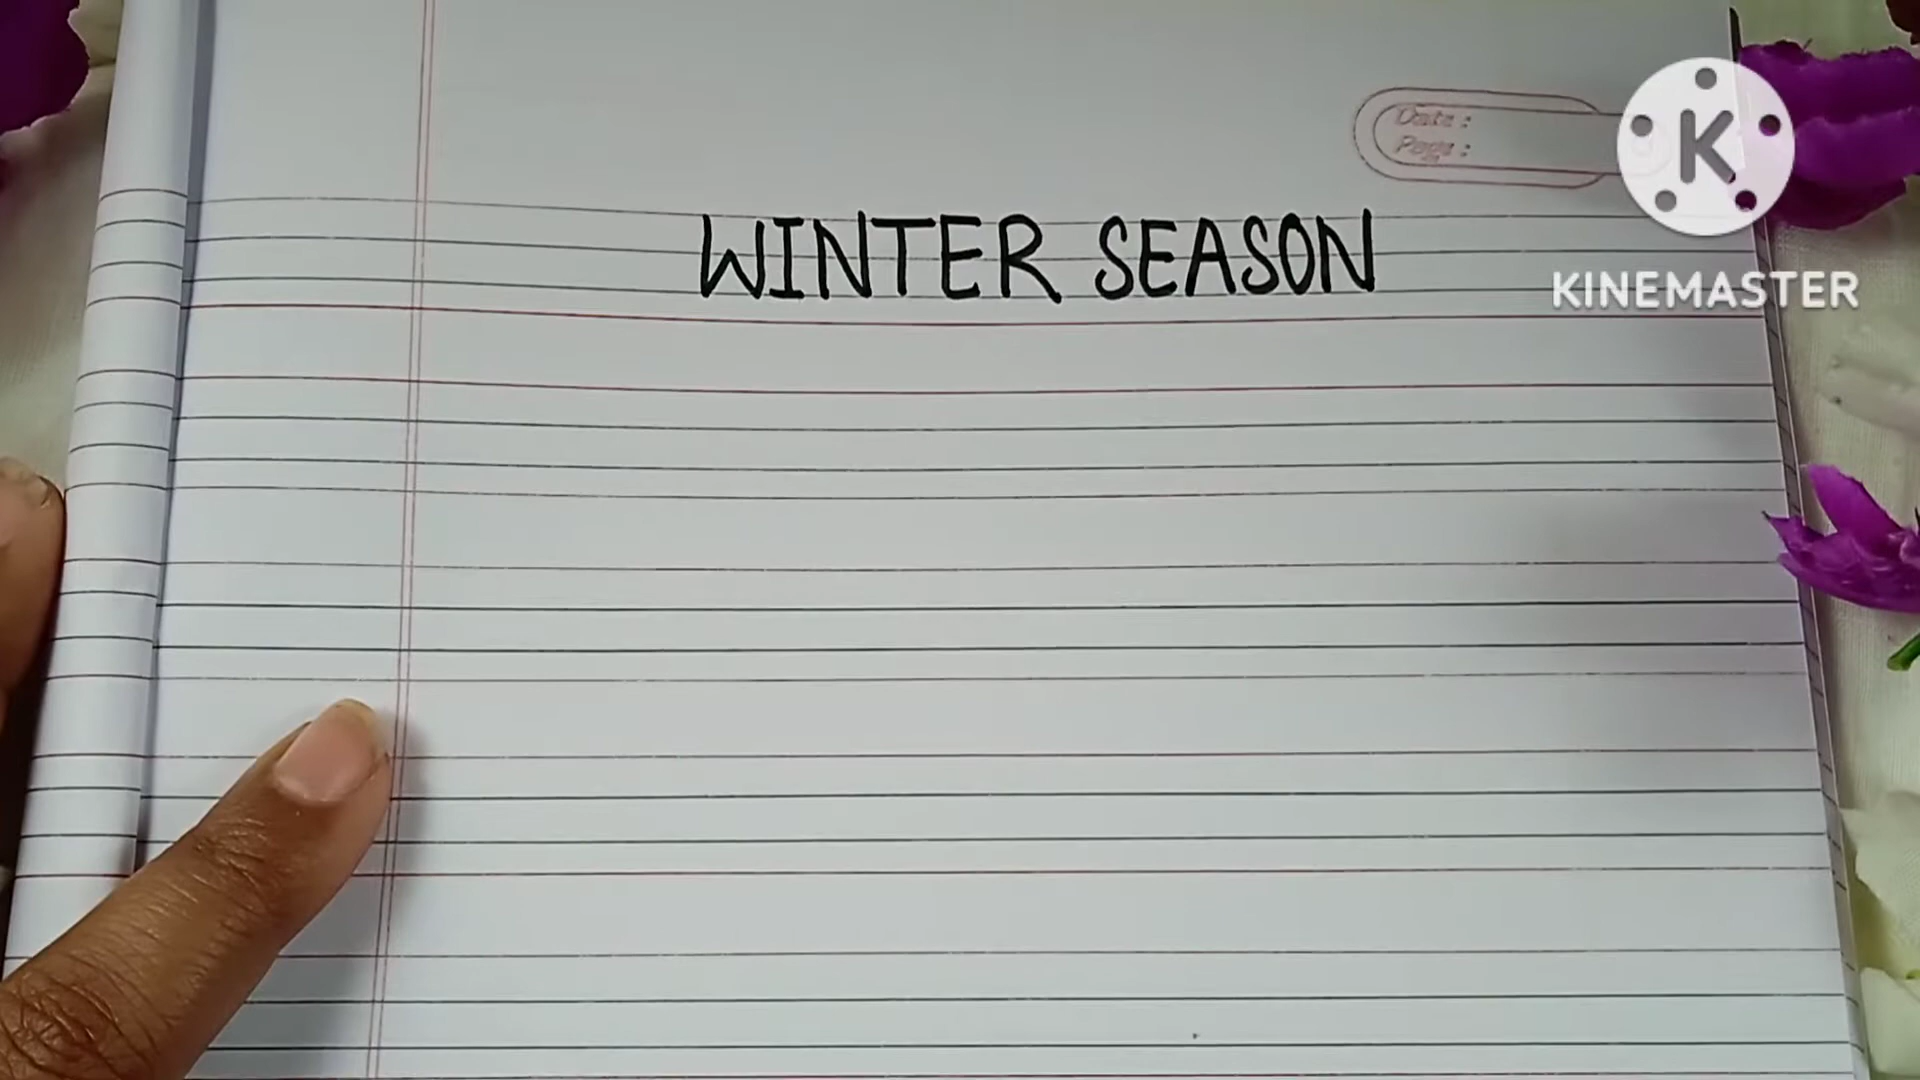 Date :
Page :
WINTER SEASON
K
KINEMASTER